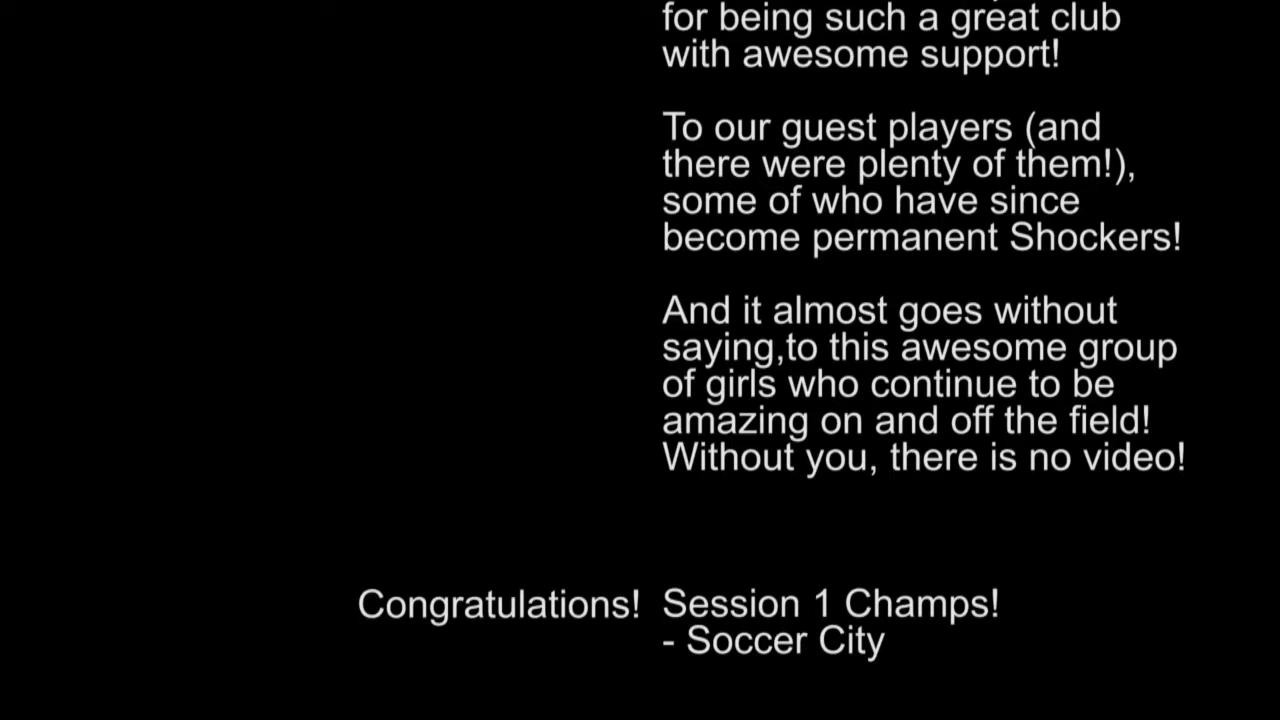 for being such a great club
with awesome support!
To our guest players (and
there were plenty of them!),
some of who have since
become permanent Shockers!
And it almost goes without
saying,to this awesome group
of girls who continue to be
amazing on and off the field!
Without you, there is no video!
Congratulations! Session 1 Champs!
- Soccer City